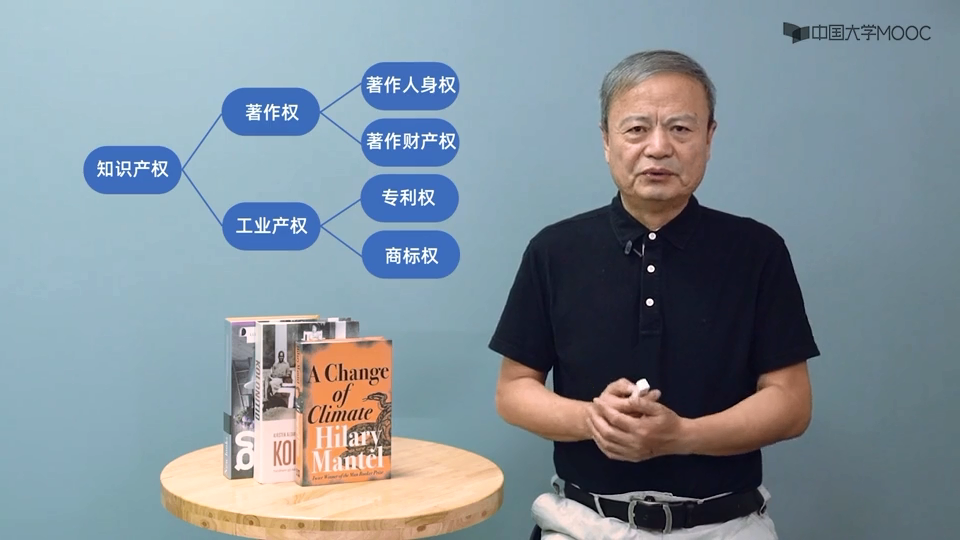 中国大学MOOC
知识产权
著作权
工业产权
著作人身权
著作财产权
专利权
商标权
A Change
of
Climate
Hilary
Mantel